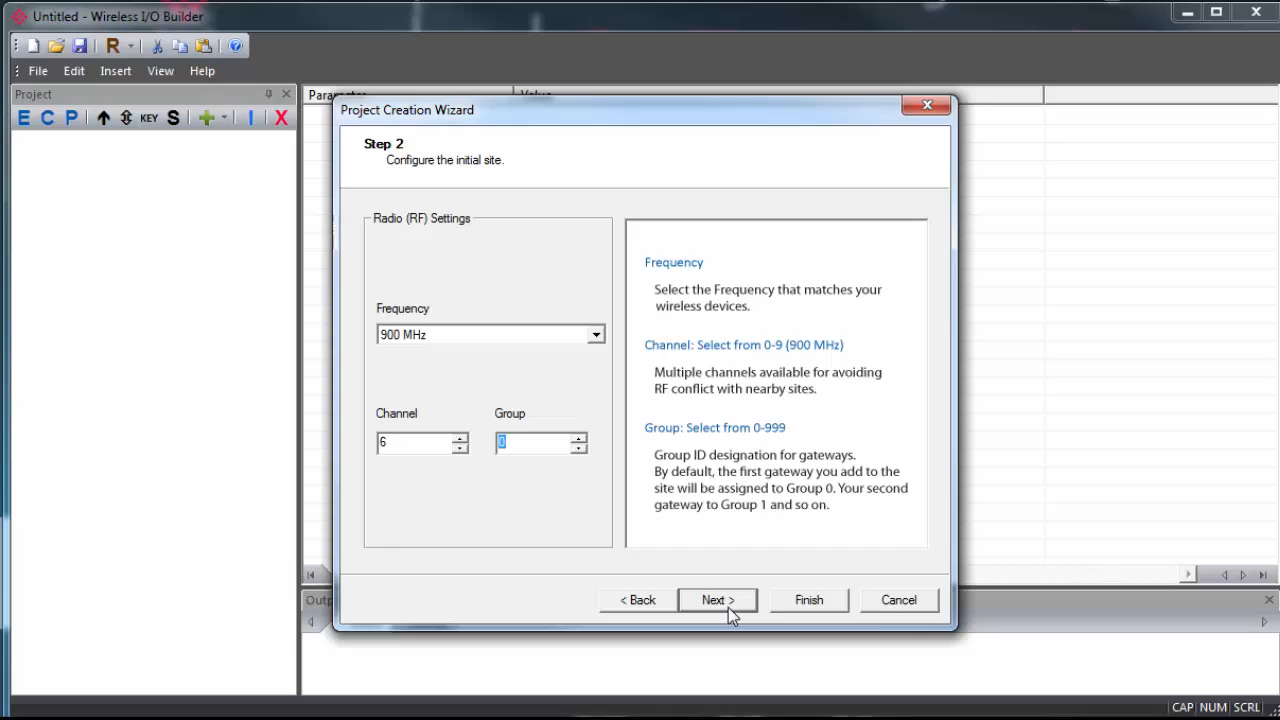 Untitled - Wireless I/O Builder
R
File Edit Insert View Help
Project
E C P KEY S I X
Project Creation Wizard
Step 2
Configure the initial site.
Radio (RF) Settings
Frequency
900 MHz
Channel Group
6 0
Frequency
Select the Frequency that matches your
wireless devices.
Channel: Select from 0-9 (900 MHz)
Multiple channels available for avoiding
RF conflict with nearby sites.
Group: Select from 0-999
Group ID designation for gateways.
By default, the first gateway you add to the
site will be assigned to Group 0. Your second
gateway to Group 1 and so on.
< Back Next > Finish Cancel
CAP NUM SCRL